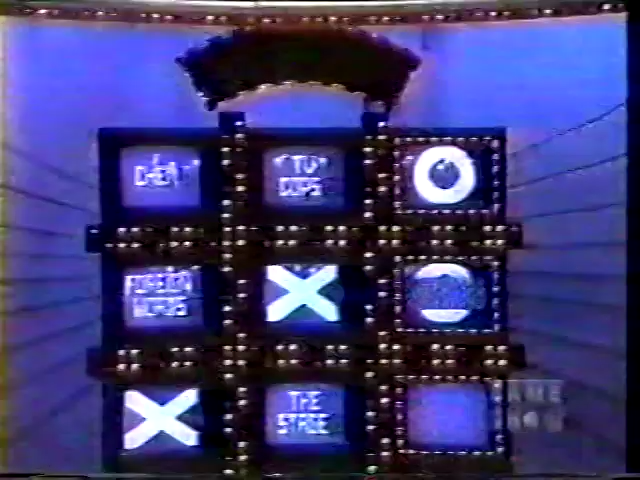 "TV"
COPS
O
FOREIGN
WORDS
X
X
THE
STAGE